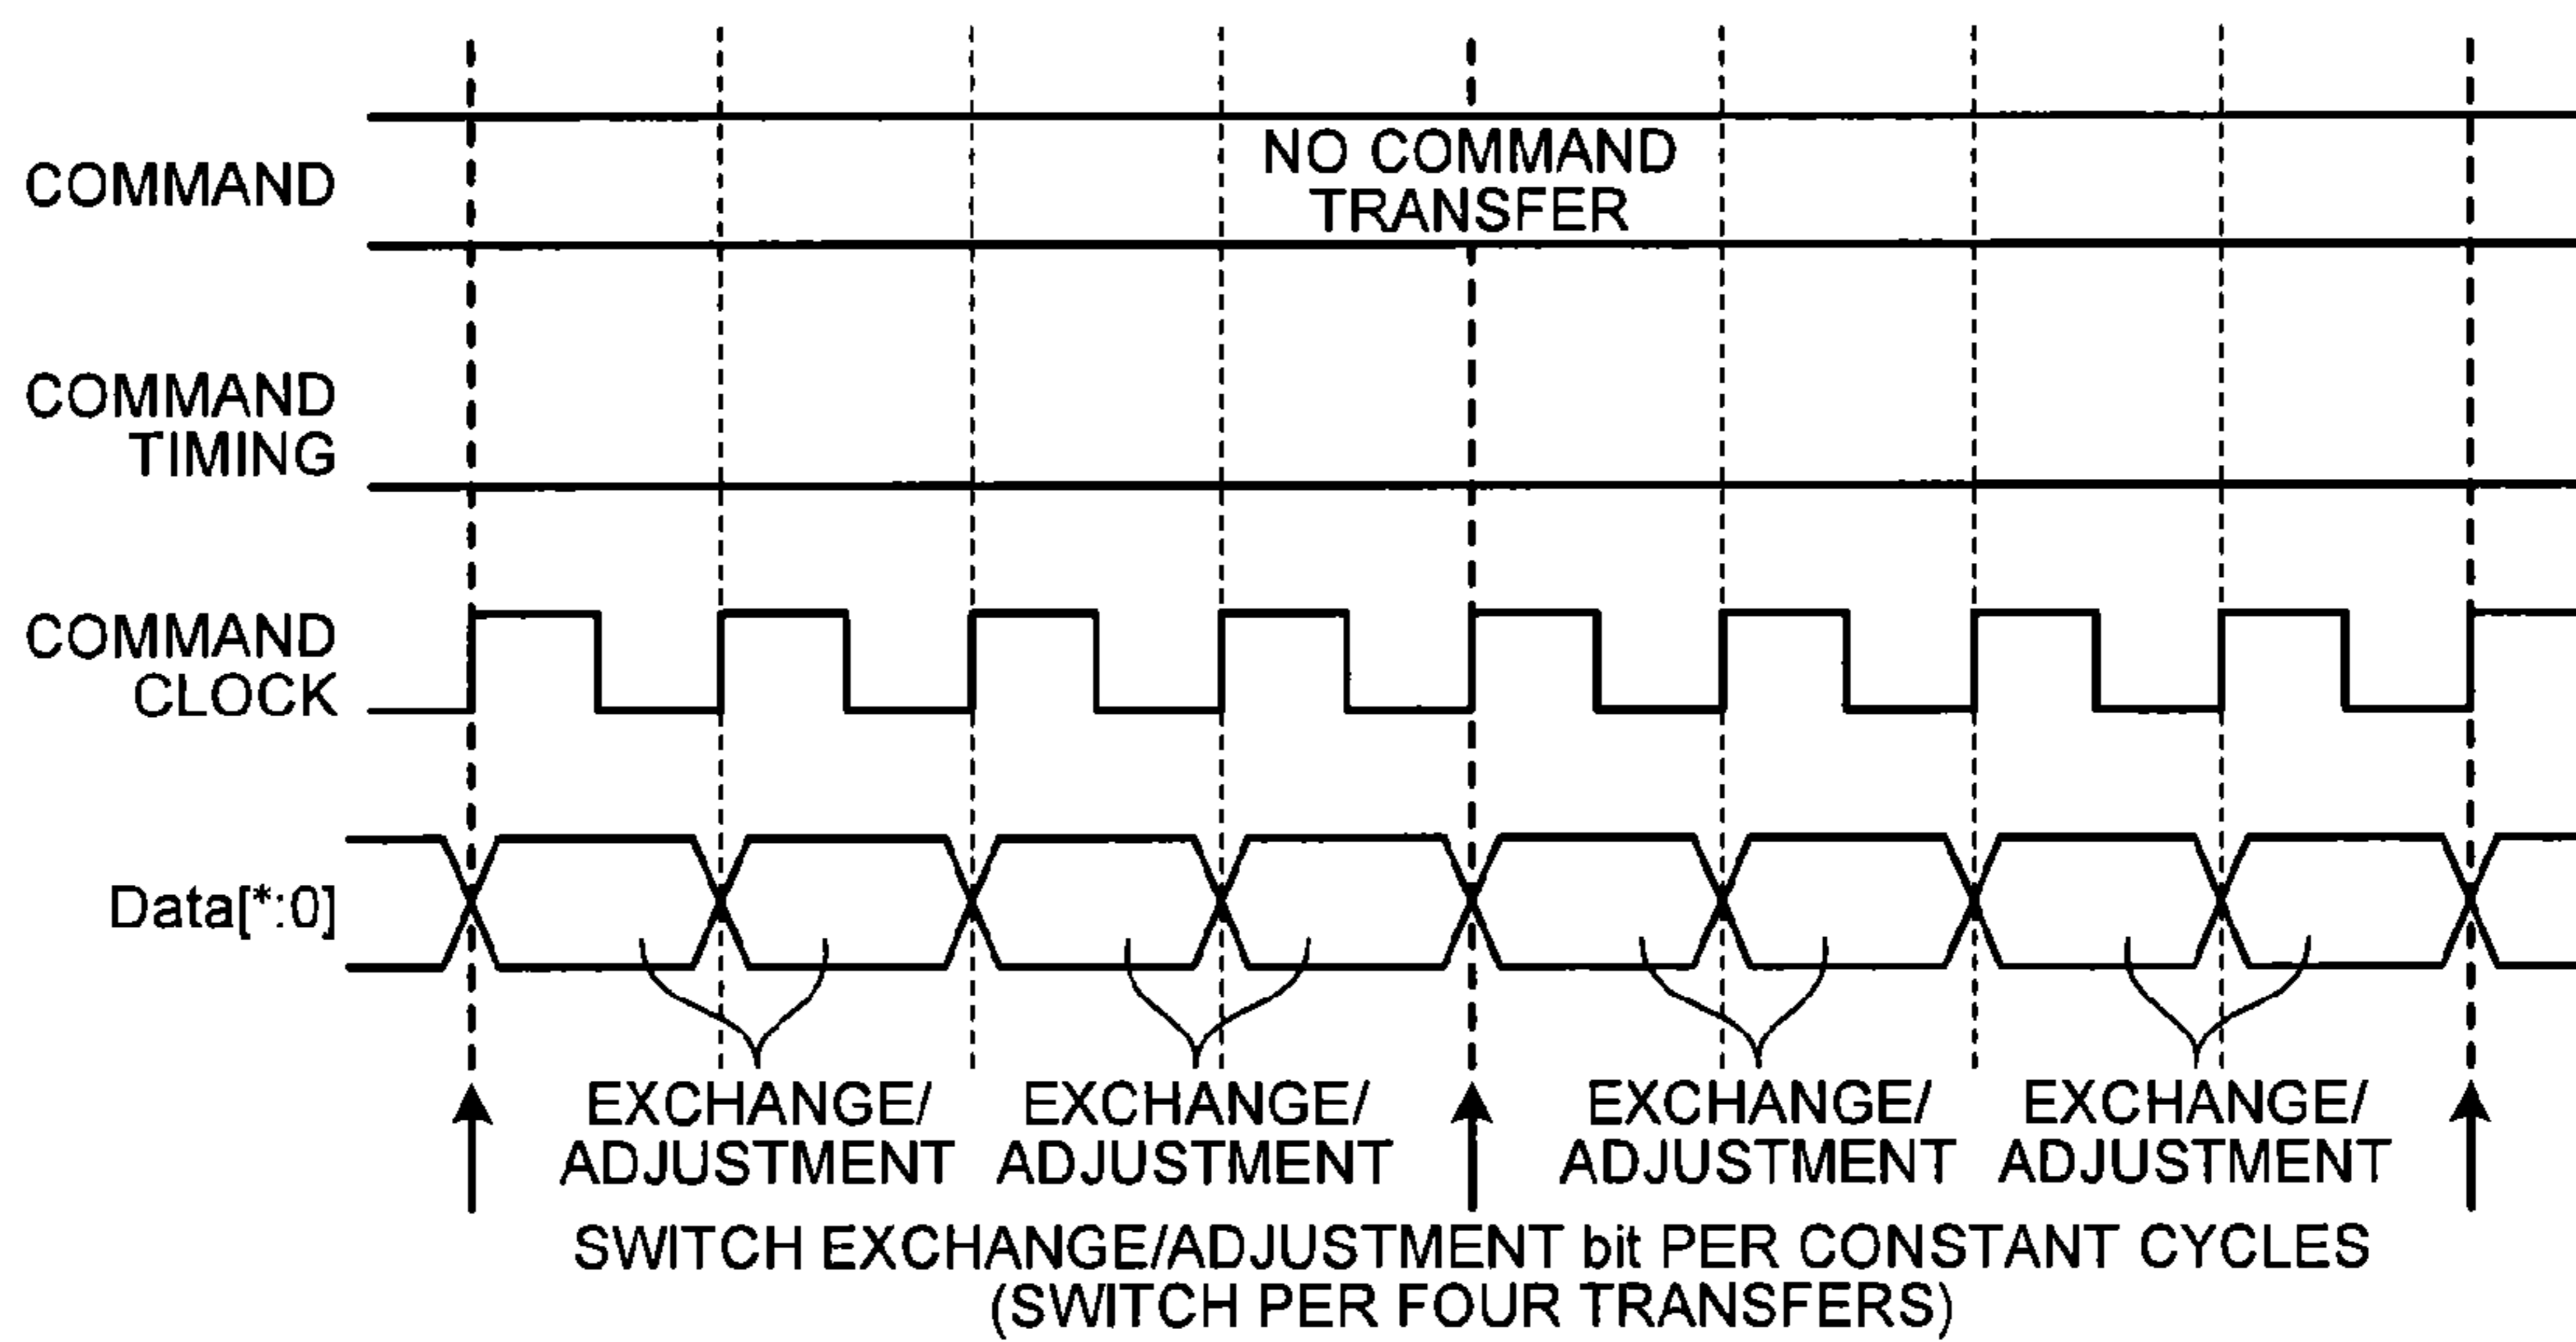 NO COMMAND
TRANSFER
COMMAND
COMMAND
TIMING
COMMAND
CLOCK
Data[*:0]
EXCHANGE/
ADJUSTMENT
EXCHANGE/
ADJUSTMENT
EXCHANGE/
ADJUSTMENT
EXCHANGE/
ADJUSTMENT
SWITCH EXCHANGE/ADJUSTMENT bit PER CONSTANT CYCLES
(SWITCH PER FOUR TRANSFERS)